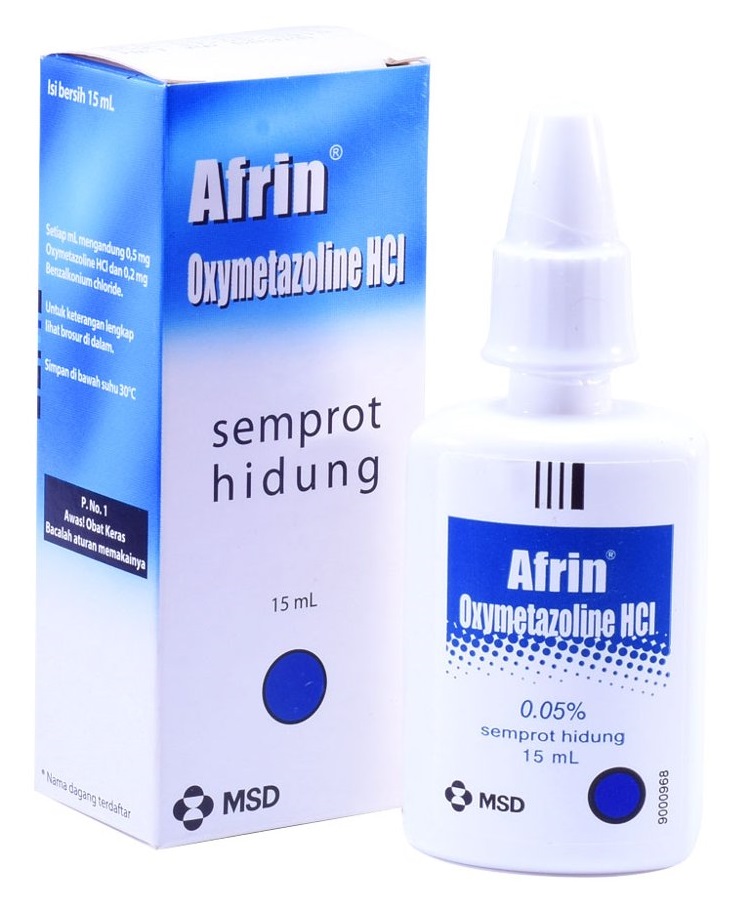 Isi bersih 15 mL
Afrin®
Oxymetazoline HCl
Setiap mL mengandung 0,5 mg
Oxymetazoline HCl dan 0,2 mg
Benzalkonium chloride.
Untuk keterangan lengkap
lihat brosur di dalam.
Simpan di bawah suhu 30°C
P. No. 1
Awas! Obat Keras
Bacalah aturan memakainya
* Nama dagang terdaftar
semprot
hidung
15 mL
MSD
Afrin®
Oxymetazoline HCl
0.05%
semprot hidung
15 mL
MSD
9000968